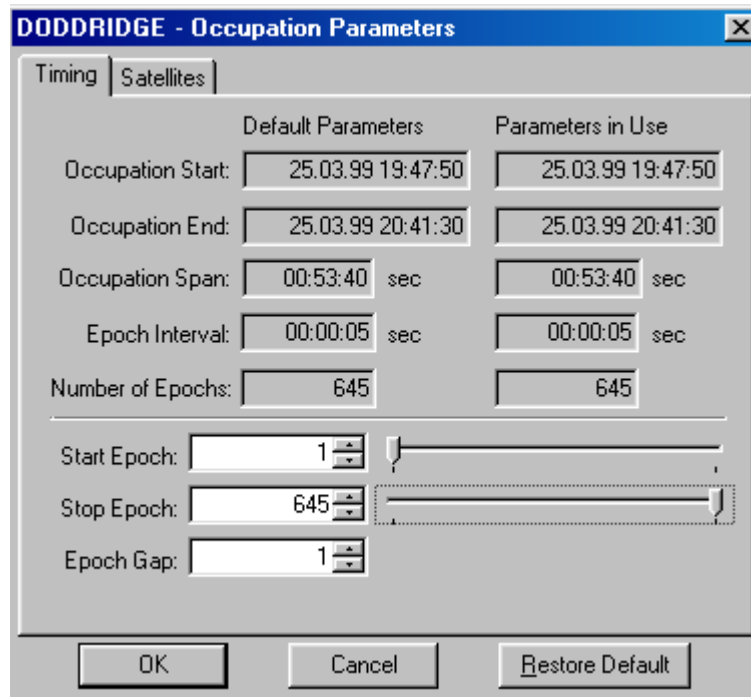 DODDRIDGE - Occupation Parameters
Timing Satellites
Default Parameters Parameters in Use
Occupation Start: 25.03.99 19:47:50 25.03.99 19:47:50
Occupation End: 25.03.99 20:41:30 25.03.99 20:41:30
Occupation Span: 00:53:40 sec 00:53:40 sec
Epoch Interval: 00:00:05 sec 00:00:05 sec
Number of Epochs: 645 645
Start Epoch: 1
Stop Epoch: 645
Epoch Gap: 1
OK Cancel Restore Default